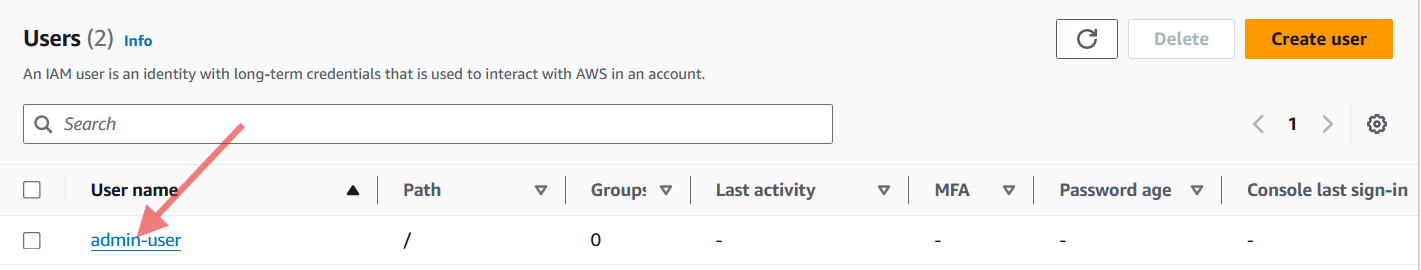 Users (2) Info
Delete
Create user
An IAM user is an identity with long-term credentials that is used to interact with AWS in an account.
Search
1
User name Path Groups Last activity MFA Password age Console last sign-in
admin-user / 0 - - - -